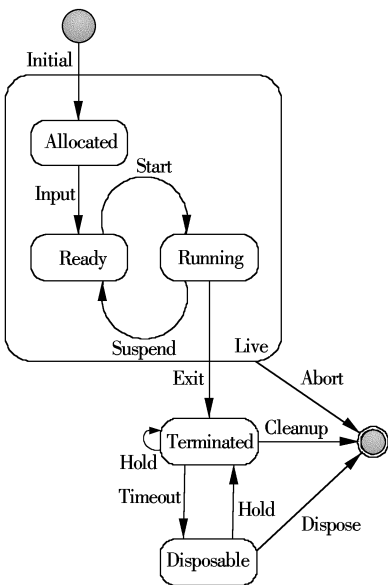 Initial
Allocated
Start
Input
Ready
Running
Suspend
Live
Exit
Abort
Terminated
Cleanup
Hold
Timeout
Hold
Dispose
Disposable